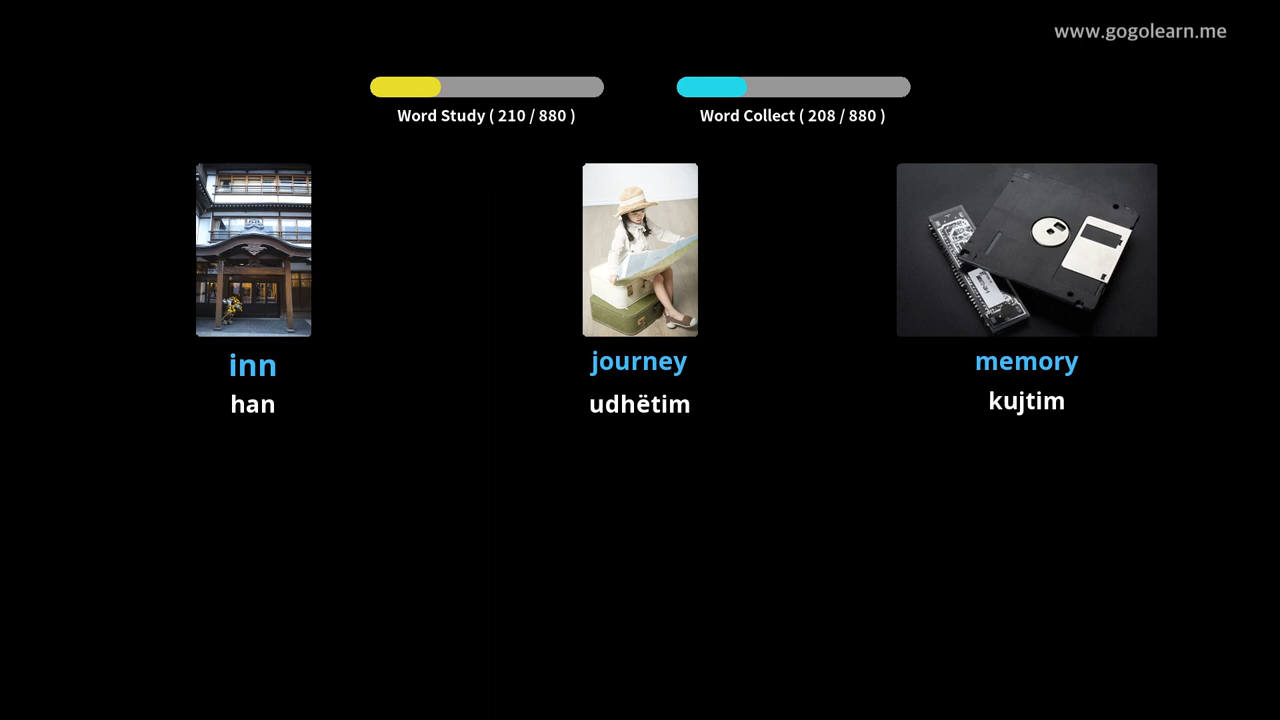 www.gogolearn.me
Word Study ( 210 / 880 )
Word Collect ( 208 / 880 )
inn
han
journey
udhëtim
memory
kujtim